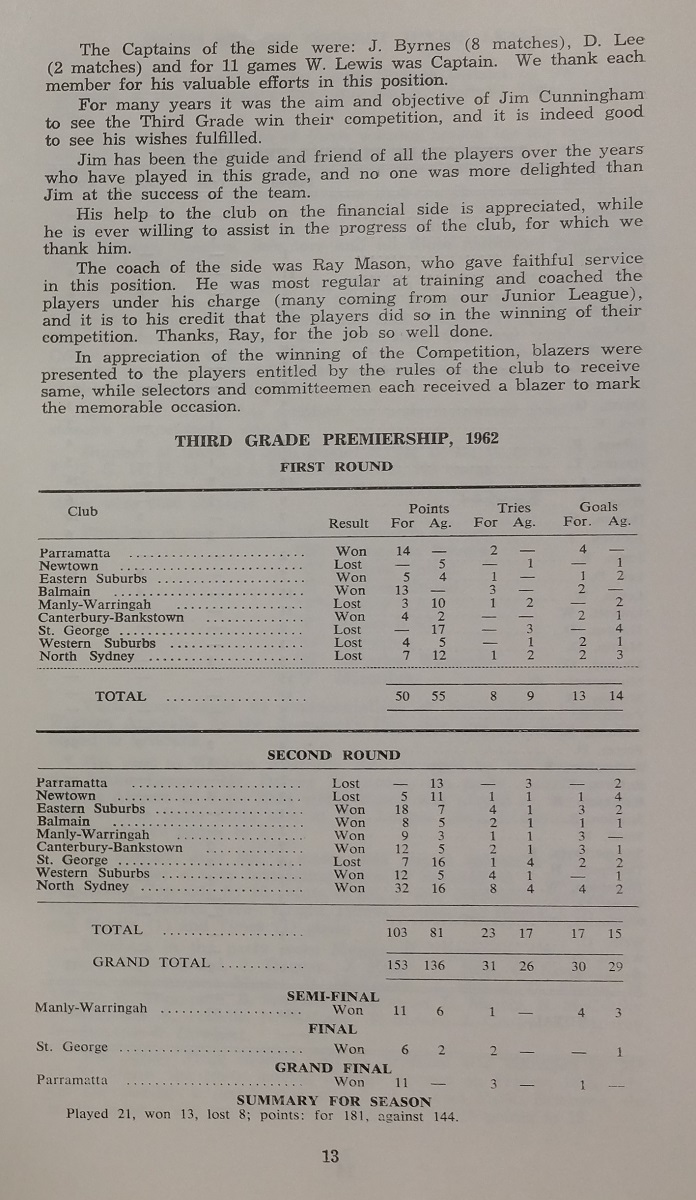 The Captains of the side were: J. Byrnes (8 matches), D. Lee
(2 matches) and for 11 games W. Lewis was Captain. We thank each
member for his valuable efforts in this position.
For many years it was the aim and objective of Jim Cunningham
to see the Third Grade win their competition, and it is indeed good
to see his wishes fulfilled.
Jim has been the guide and friend of all the players over the years
who have played in this grade, and no one was more delighted than
Jim at the success of the team.
His help to the club on the financial side is appreciated, while
he is ever willing to assist in the progress of the club, for which we
thank him.
The coach of the side was Ray Mason, who gave faithful service
in this position. He was most regular at training and coached the
players under his charge (many coming from our Junior League),
and it is to his credit that the players did so in the winning of their
competition. Thanks, Ray, for the job so well done.
In appreciation of the winning of the Competition, blazers were
presented to the players entitled by the rules of the club to receive
same, while selectors and committeemen each received a blazer to mark
the memorable occasion.
THIRD GRADE PREMIERSHIP, 1962
FIRST ROUND
Club Points Tries Goals
Result For Ag. For Ag. For. Ag.
Parramatta .......................... Won 14 — 2 — 4 —
Newtown .......................... Lost — 5 — 1 — 1
Eastern Suburbs ...................... Won 5 4 1 — 1 2
Balmain ............................ Won 13 — 3 — 2 —
Manly-Warringah ................... Lost 3 10 1 2 — 2
Canterbury-Bankstown .............. Won 4 2 — — 2 1
St. George ........................... Lost — 17 — 3 — 4
Western Suburbs .................... Lost 4 5 — 1 2 1
North Sydney ....................... Lost 7 12 1 2 2 3
TOTAL .................... 50 55 8 9 13 14
SECOND ROUND
Parramatta ........................ Lost — 13 — 3 — 2
Newtown .......................... Lost 5 11 1 1 1 4
Eastern Suburbs ...................... Won 18 7 4 1 3 2
Balmain ............................ Won 8 5 2 1 1 1
Manly-Warringah ................... Won 9 3 1 1 3 —
Canterbury-Bankstown .............. Won 12 5 2 1 3 1
St. George ........................... Lost 7 16 1 4 2 2
Western Suburbs .................... Won 12 5 4 1 — 1
North Sydney ....................... Won 32 16 8 4 4 2
TOTAL .................... 103 81 23 17 17 15
GRAND TOTAL ............ 153 136 31 26 30 29
SEMI-FINAL
Manly-Warringah .................... Won 11 6 1 — 4 3
FINAL
St. George .......................... Won 6 2 2 — — 1
GRAND FINAL
Parramatta .......................... Won 11 — 3 — 1 —
SUMMARY FOR SEASON
Played 21, won 13, lost 8; points: for 181, against 144.
13